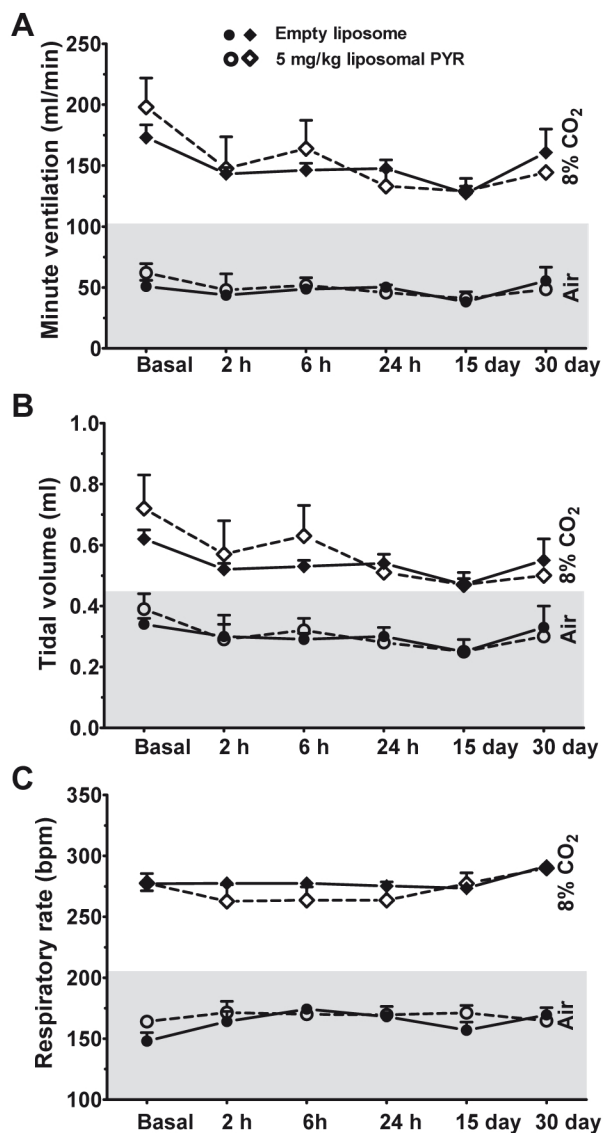 A
Empty liposome
5 mg/kg liposomal PYR
Minute ventilation (ml/min)
250
200
150
100
50
0
8% CO2
Air
Basal 2 h 6 h 24 h 15 day 30 day
B
Tidal volume (ml)
1.0
0.8
0.6
0.4
0.2
0.0
8% CO2
Air
Basal 2 h 6 h 24 h 15 day 30 day
C
Respiratory rate (bpm)
350
300
250
200
150
100
8% CO2
Air
Basal 2 h 6h 24 h 15 day 30 day